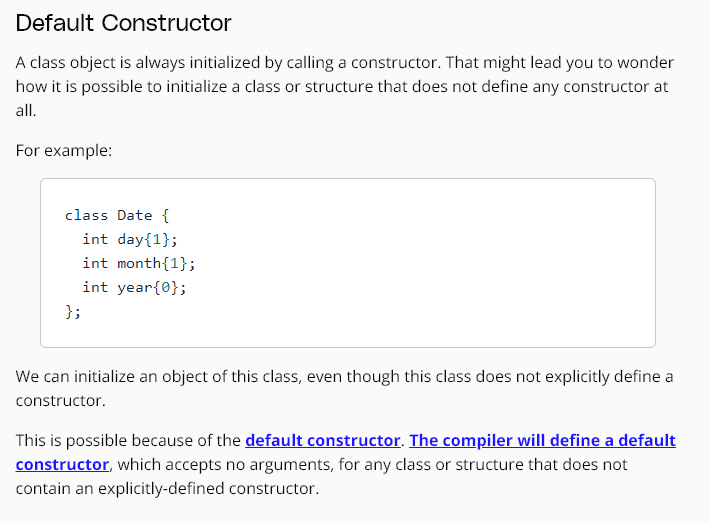 Default Constructor
A class object is always initialized by calling a constructor. That might lead you to wonder
how it is possible to initialize a class or structure that does not define any constructor at
all.
For example:
class Date {
  int day{1};
  int month{1};
  int year{0};
};
We can initialize an object of this class, even though this class does not explicitly define a
constructor.
This is possible because of the default constructor. The compiler will define a default
constructor, which accepts no arguments, for any class or structure that does not
contain an explicitly-defined constructor.